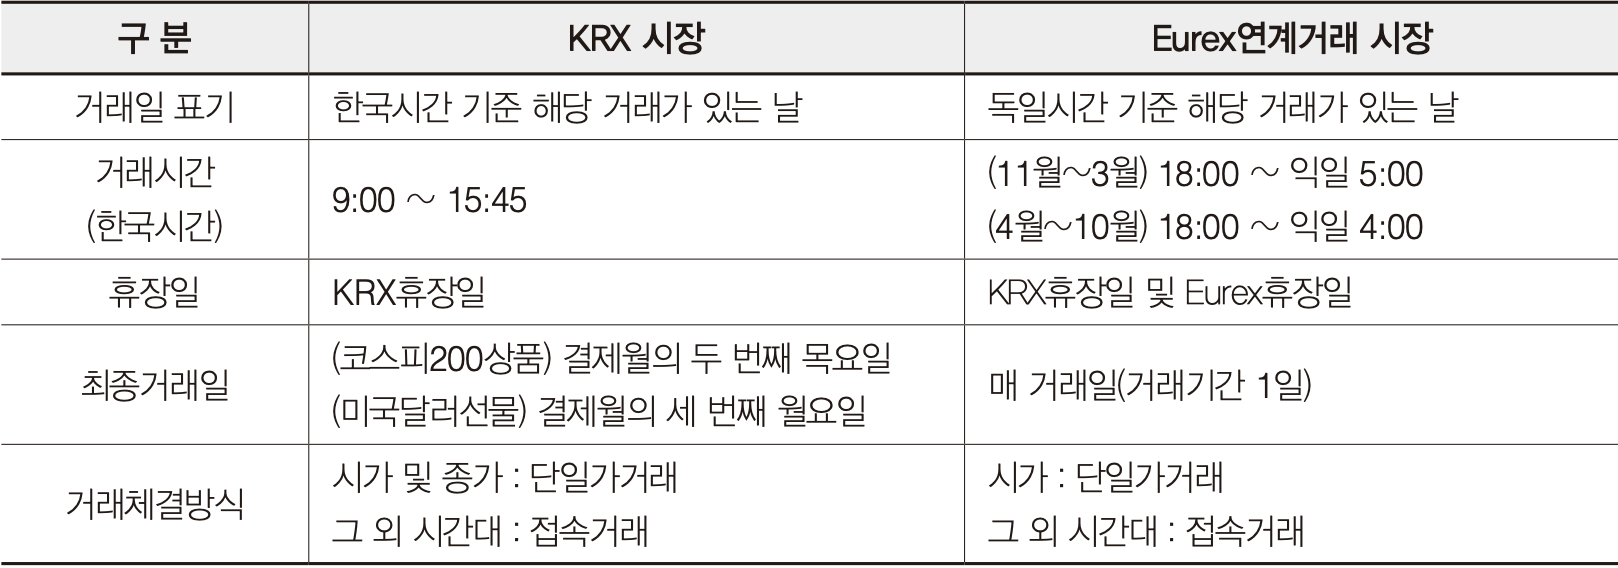 구 분 KRX 시장 Eurex연계거래 시장
거래일 표기 한국시간 기준 해당 거래가 있는 날 독일시간 기준 해당 거래가 있는 날
거래시간
(한국시간)
9:00 ~ 15:45
(11월~3월) 18:00 ~ 익일 5:00
(4월~10월) 18:00 ~ 익일 4:00
휴장일 KRX휴장일 KRX휴장일 및 Eurex휴장일
최종거래일
(코스피200상품) 결제월의 두 번째 목요일
(미국달러선물) 결제월의 세 번째 월요일
매 거래일(거래기간 1일)
거래체결방식
시가 및 종가 : 단일가거래
그 외 시간대 : 접속거래
시가 : 단일가거래
그 외 시간대 : 접속거래